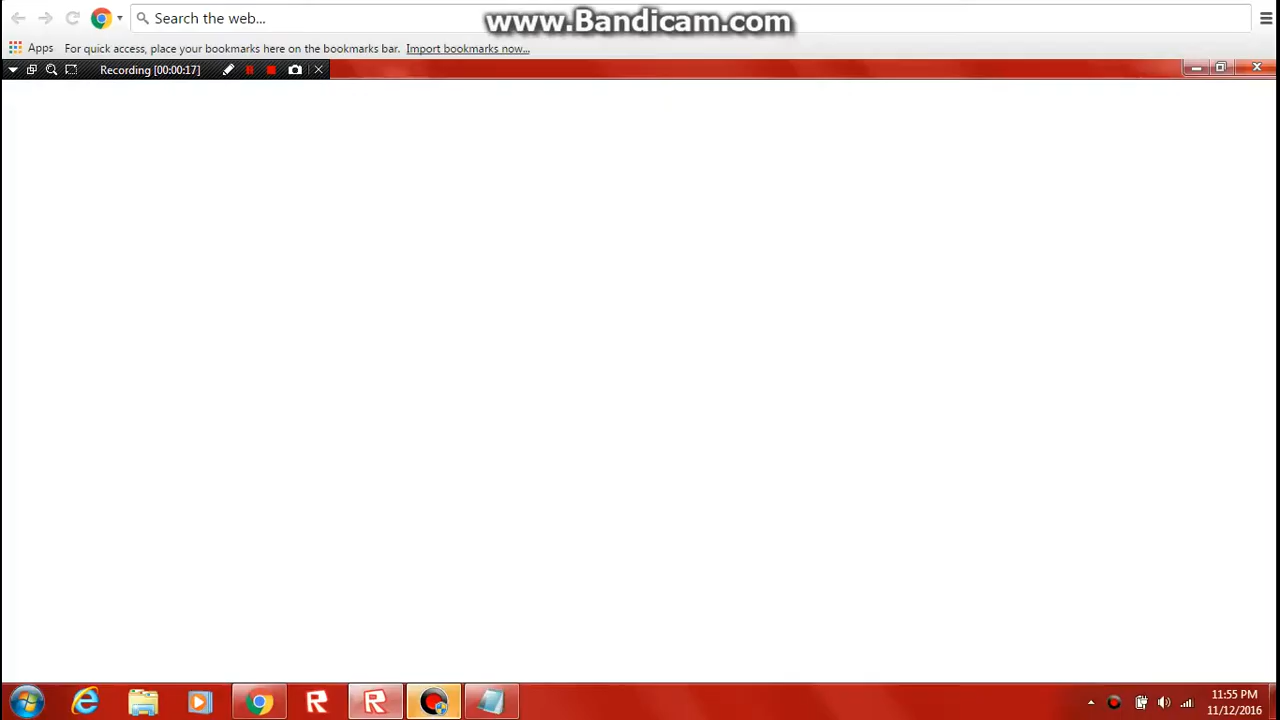 www.Bandicam.com
Search the web...
Apps For quick access, place your bookmarks here on the bookmarks bar. Import bookmarks now...
Recording [00:00:17]
11:55 PM
11/12/2016